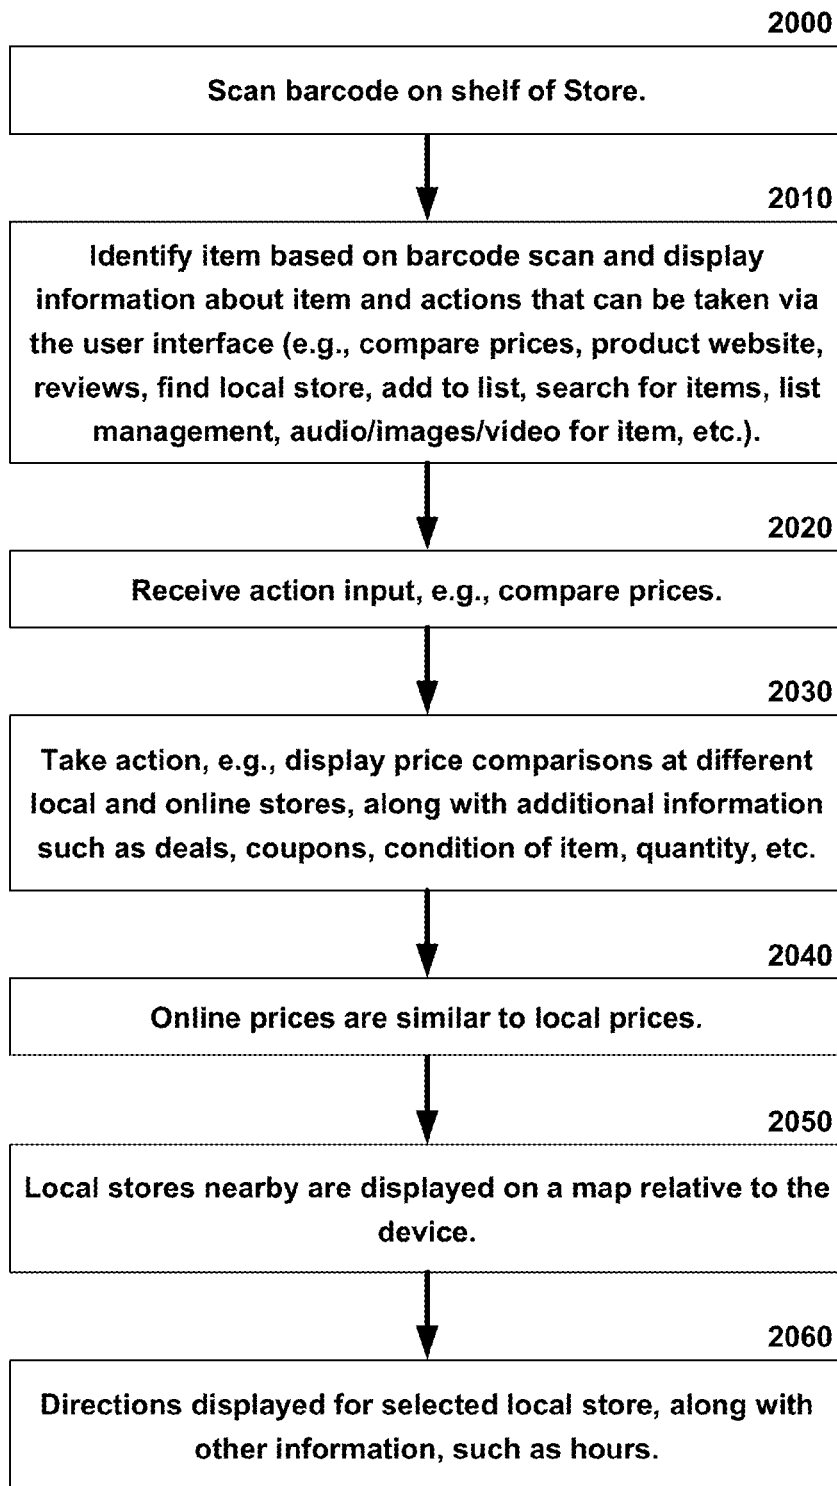 2000
Scan barcode on shelf of Store.
2010
Identify item based on barcode scan and display
information about item and actions that can be taken via
the user interface (e.g., compare prices, product website,
reviews, find local store, add to list, search for items, list
management, audio/images/video for item, etc.).
2020
Receive action input, e.g., compare prices.
2030
Take action, e.g., display price comparisons at different
local and online stores, along with additional information
such as deals, coupons, condition of item, quantity, etc.
2040
Online prices are similar to local prices.
2050
Local stores nearby are displayed on a map relative to the
device.
2060
Directions displayed for selected local store, along with
other information, such as hours.